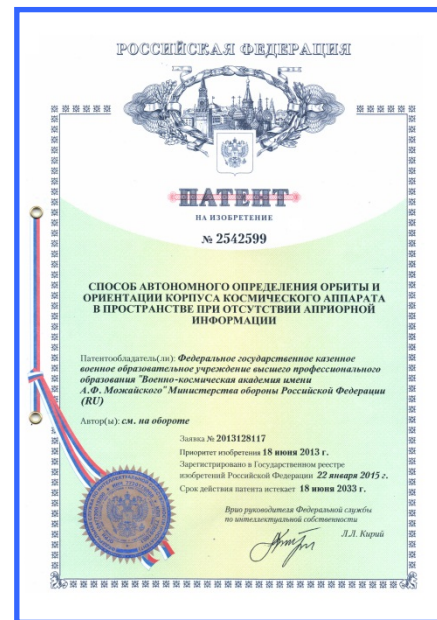 РОССИЙСКАЯ ФЕДЕРАЦИЯ
ПАТЕНТ
НА ИЗОБРЕТЕНИЕ
№ 2542599
СПОСОБ АВТОНОМНОГО ОПРЕДЕЛЕНИЯ ОРБИТЫ И
ОРИЕНТАЦИИ КОРПУСА КОСМИЧЕСКОГО АППАРАТА
В ПРОСТРАНСТВЕ ПРИ ОТСУТСТВИИ АПРИОРНОЙ
ИНФОРМАЦИИ
Патентообладатель(ли): Федеральное государственное казенное
военное образовательное учреждение высшего профессионального
образования "Военно-космическая академия имени
А.Ф. Можайского" Министерства обороны Российской Федерации
(RU)
Автор(ы): см. на обороте
Заявка № 2013128117
Приоритет изобретения 18 июня 2013 г.
Зарегистрировано в Государственном реестре
изобретений Российской Федерации 22 января 2015 г.
Срок действия патента истекает 18 июня 2033 г.
Врио руководителя Федеральной службы
по интеллектуальной собственности
Л.Л. Кирий